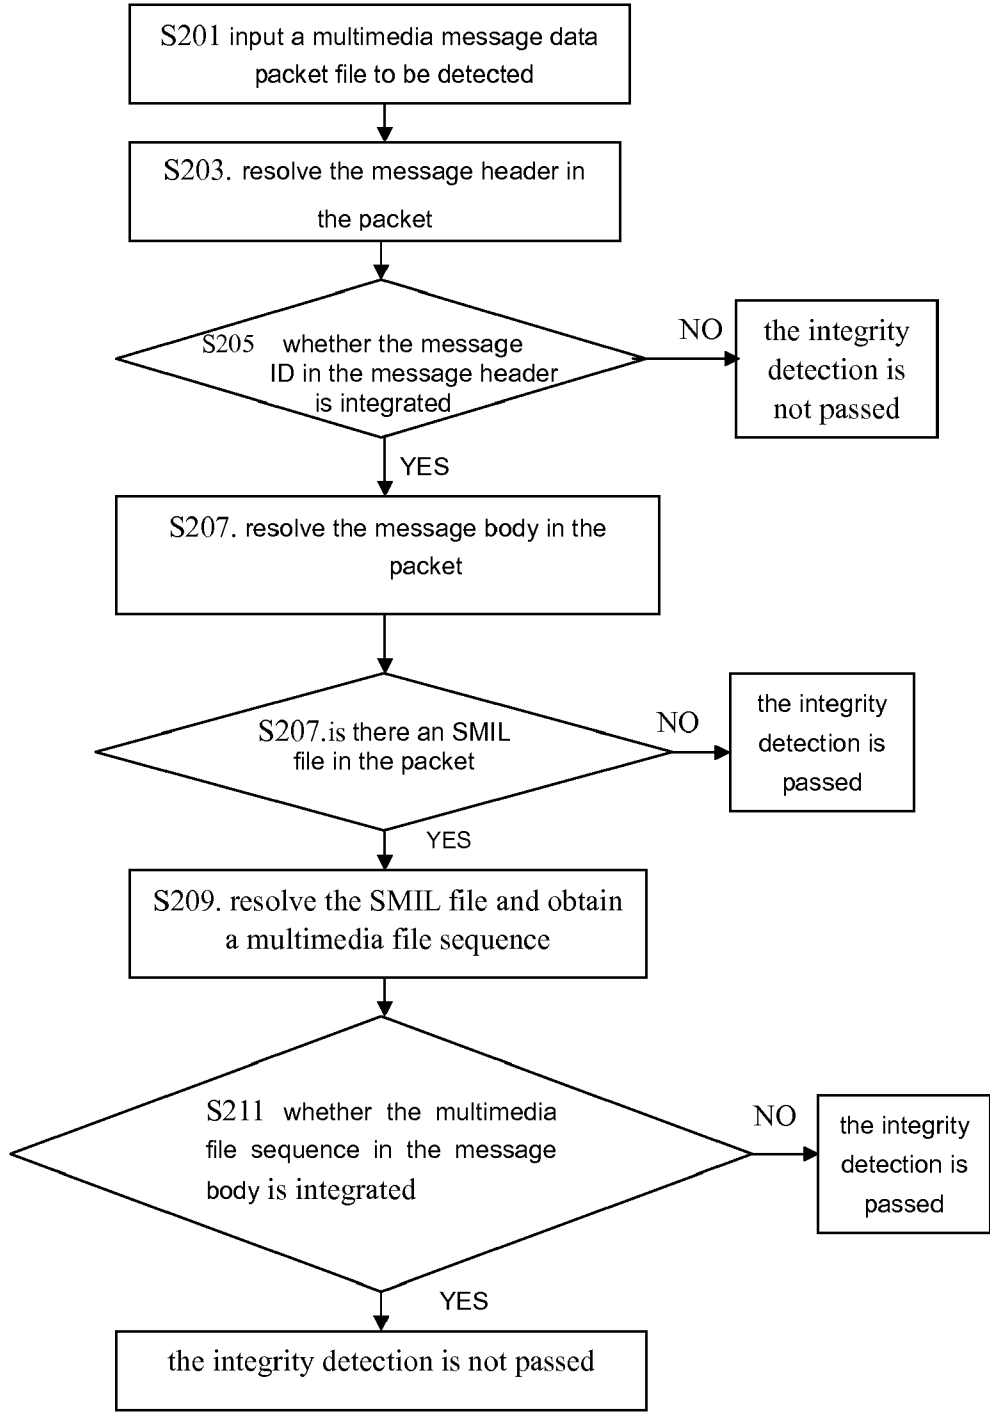 S201 input a multimedia message data
packet file to be detected
S203. resolve the message header in
the packet
S205 whether the message
ID in the message header
is integrated
NO
the integrity
detection is
not passed
YES
S207. resolve the message body in the
packet
S207.is there an SMIL
file in the packet
NO
the integrity
detection is
passed
YES
S209. resolve the SMIL file and obtain
a multimedia file sequence
S211 whether the multimedia
file sequence in the message
body is integrated
NO
the integrity
detection is
passed
YES
the integrity detection is not passed